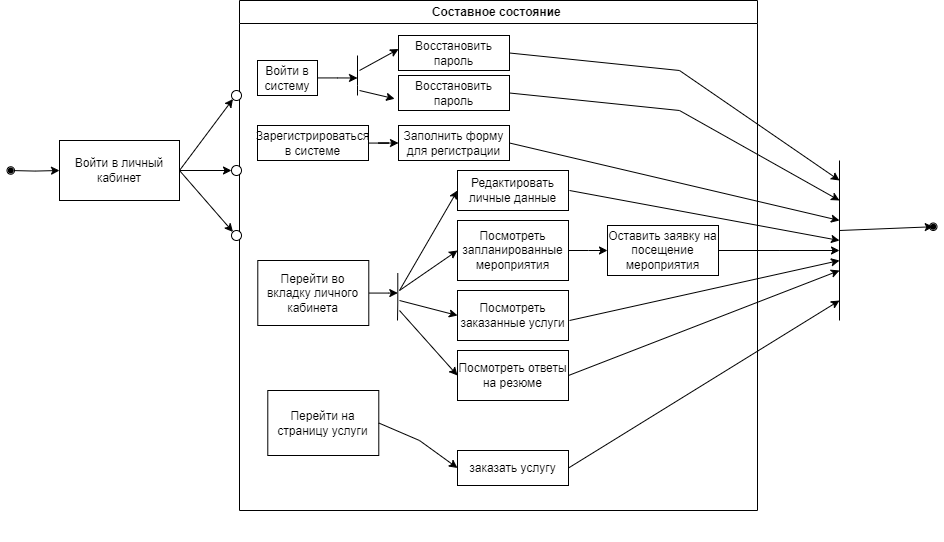 Составное состояние
Войти в личный
кабинет
Войти в
систему
Восстановить
пароль
Восстановить
пароль
Зарегистрироваться
в системе
Заполнить форму
для регистрации
Перейти во
вкладку личного
кабинета
Редактировать
личные данные
Посмотреть
запланированные
мероприятия
Оставить заявку на
посещение
мероприятия
Посмотреть
заказанные услуги
Посмотреть ответы
на резюме
Перейти на
страницу услуги
заказать услугу